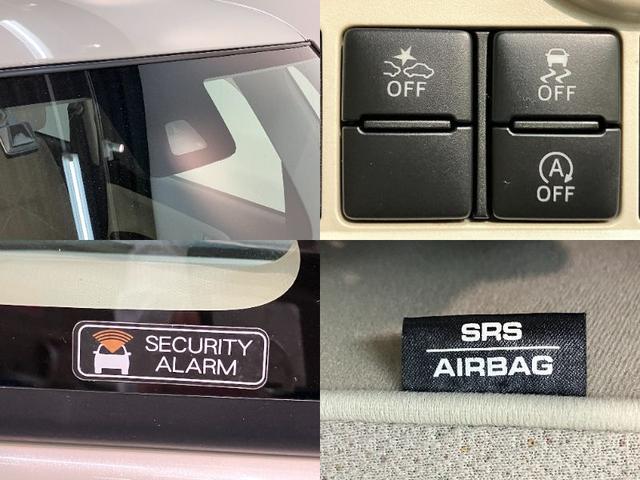 OFF
OFF
A
OFF
SECURITY
ALARM
SRS
AIRBAG